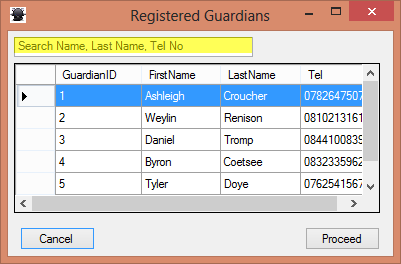 Registered Guardians
Search Name, Last Name, Tel No
GuardianID FirstName LastName Tel
1 Ashleigh Croucher 0782647507
2 Weylin Renison 0810213161
3 Daniel Tromp 0844100839
4 Byron Coetsee 0832335962
5 Tyler Doye 0762541567
Cancel Proceed